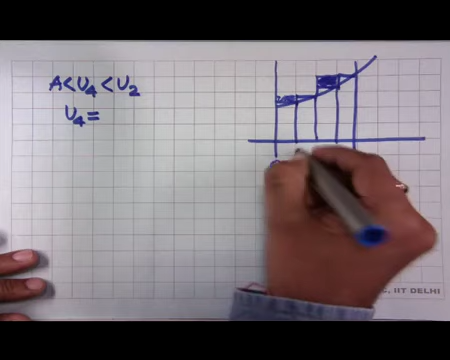 A < U₄ < U₂
U₄ =
IIT DELHI